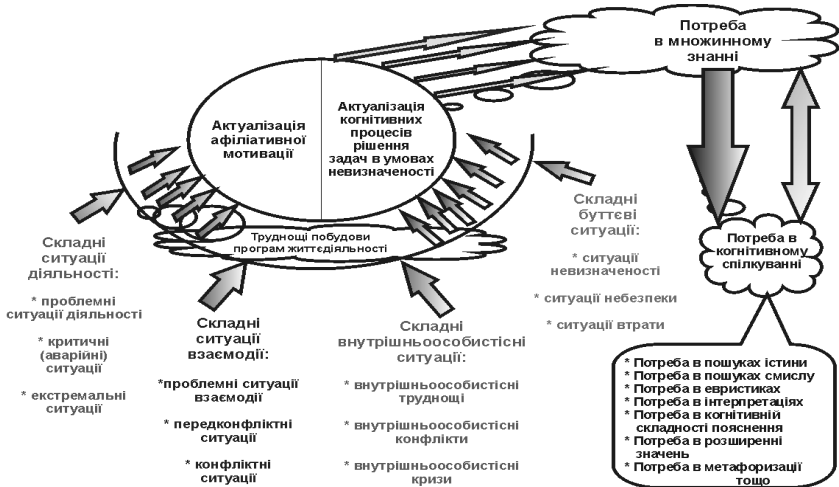 Потреба
в множинному
знанні
Актуалізація
афіліативної
мотивації
Актуалізація
когнітивних
процесів
рішення
задач в умовах
невизначеності
Труднощі побудови
програм життєдіяльності
Потреба в
когнітивному
спілкуванні
Складні
ситуації
діяльності:
* проблемні
ситуації діяльності
* критичні
(аварійні)
ситуації
* екстремальні
ситуації
Складні
ситуації
взаємодії:
*проблемні ситуації
взаємодії
* передконфліктні
ситуації
* конфліктні
ситуації
Складні
внутрішньоособистісні
ситуації:
* внутрішньоособистісні
труднощі
* внутрішньоособистісні
конфлікти
* внутрішньоособистісні
кризи
Складні
буттєві
ситуації:
* ситуації
невизначеності
* ситуації небезпеки
* ситуації втрати
* Потреба в пошуках істини
* Потреба в пошуках смислу
* Потреба в евристиках
* Потреба в інтерпретаціях
* Потреба в когнітивній
складності пояснення
* Потреба в розширенні
значень
* Потреба в метафоризації
тощо